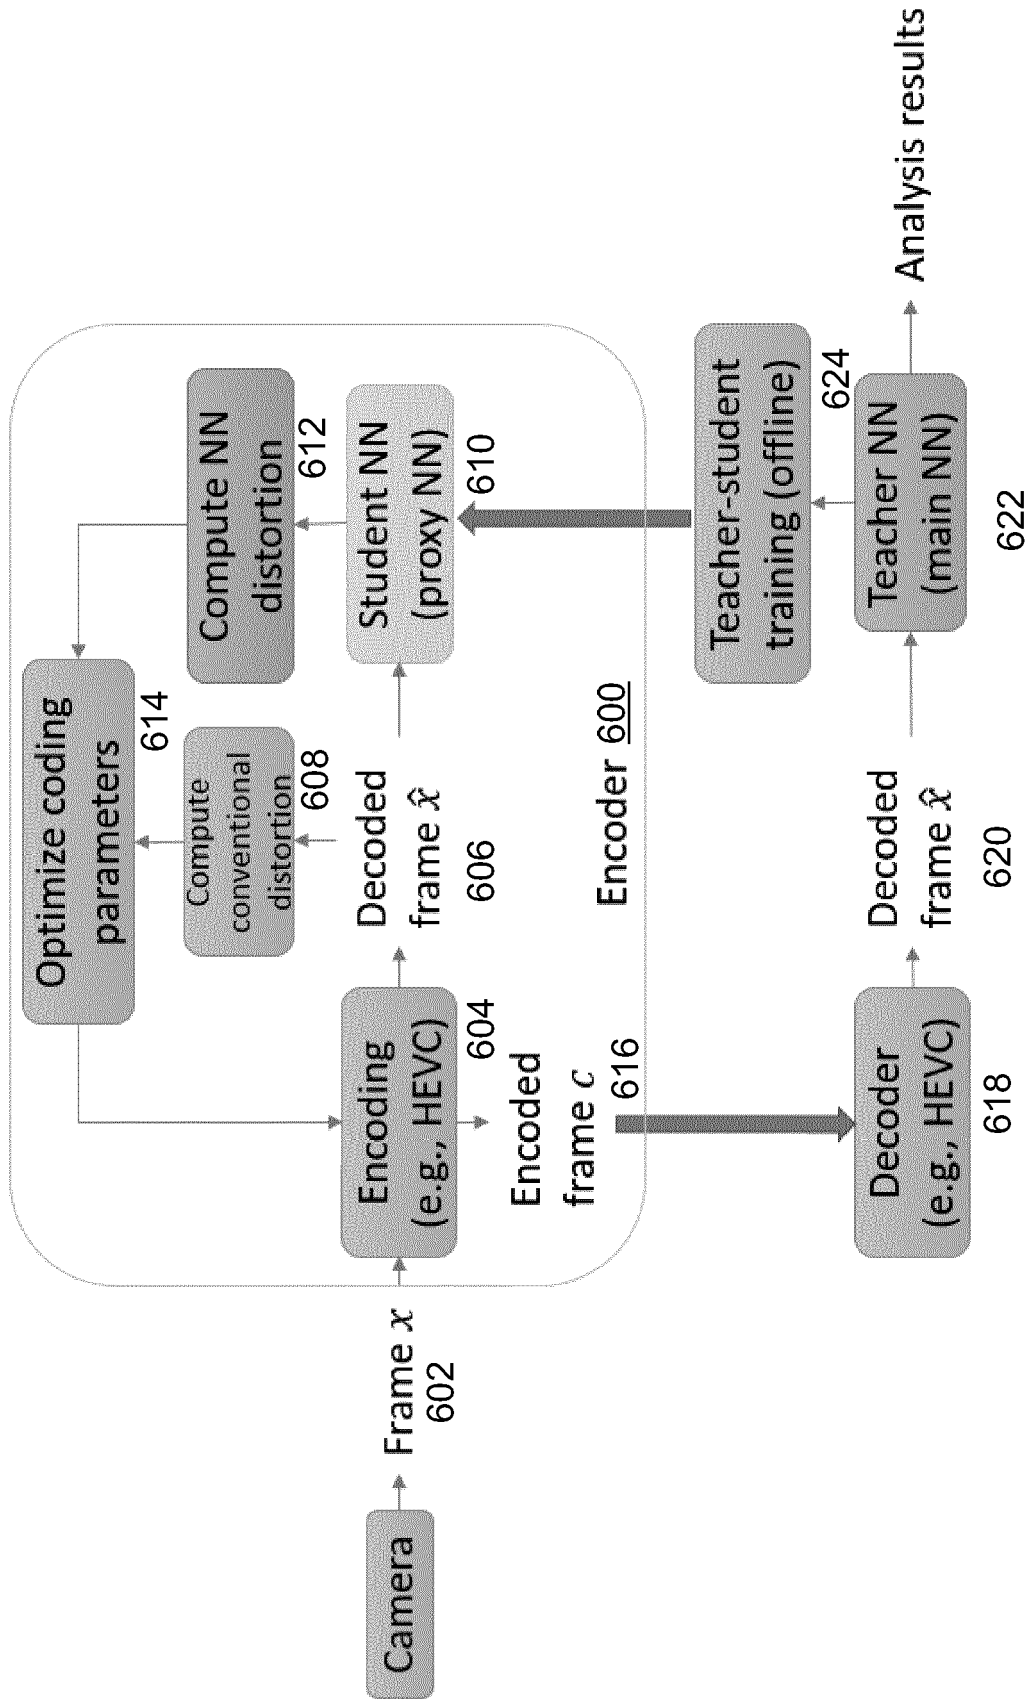 Optimize coding
parameters
614
Compute
conventional
distortion
608
Compute NN
distortion
612
Camera
Frame x
602
Encoding
(e.g., HEVC)
604
Decoded
frame x̂
606
Student NN
(proxy NN)
610
Encoded
frame c
616
Encoder 600
Teacher-student
training (offline)
624
Decoder
(e.g., HEVC)
618
Decoded
frame x̂
620
Teacher NN
(main NN)
622
Analysis results